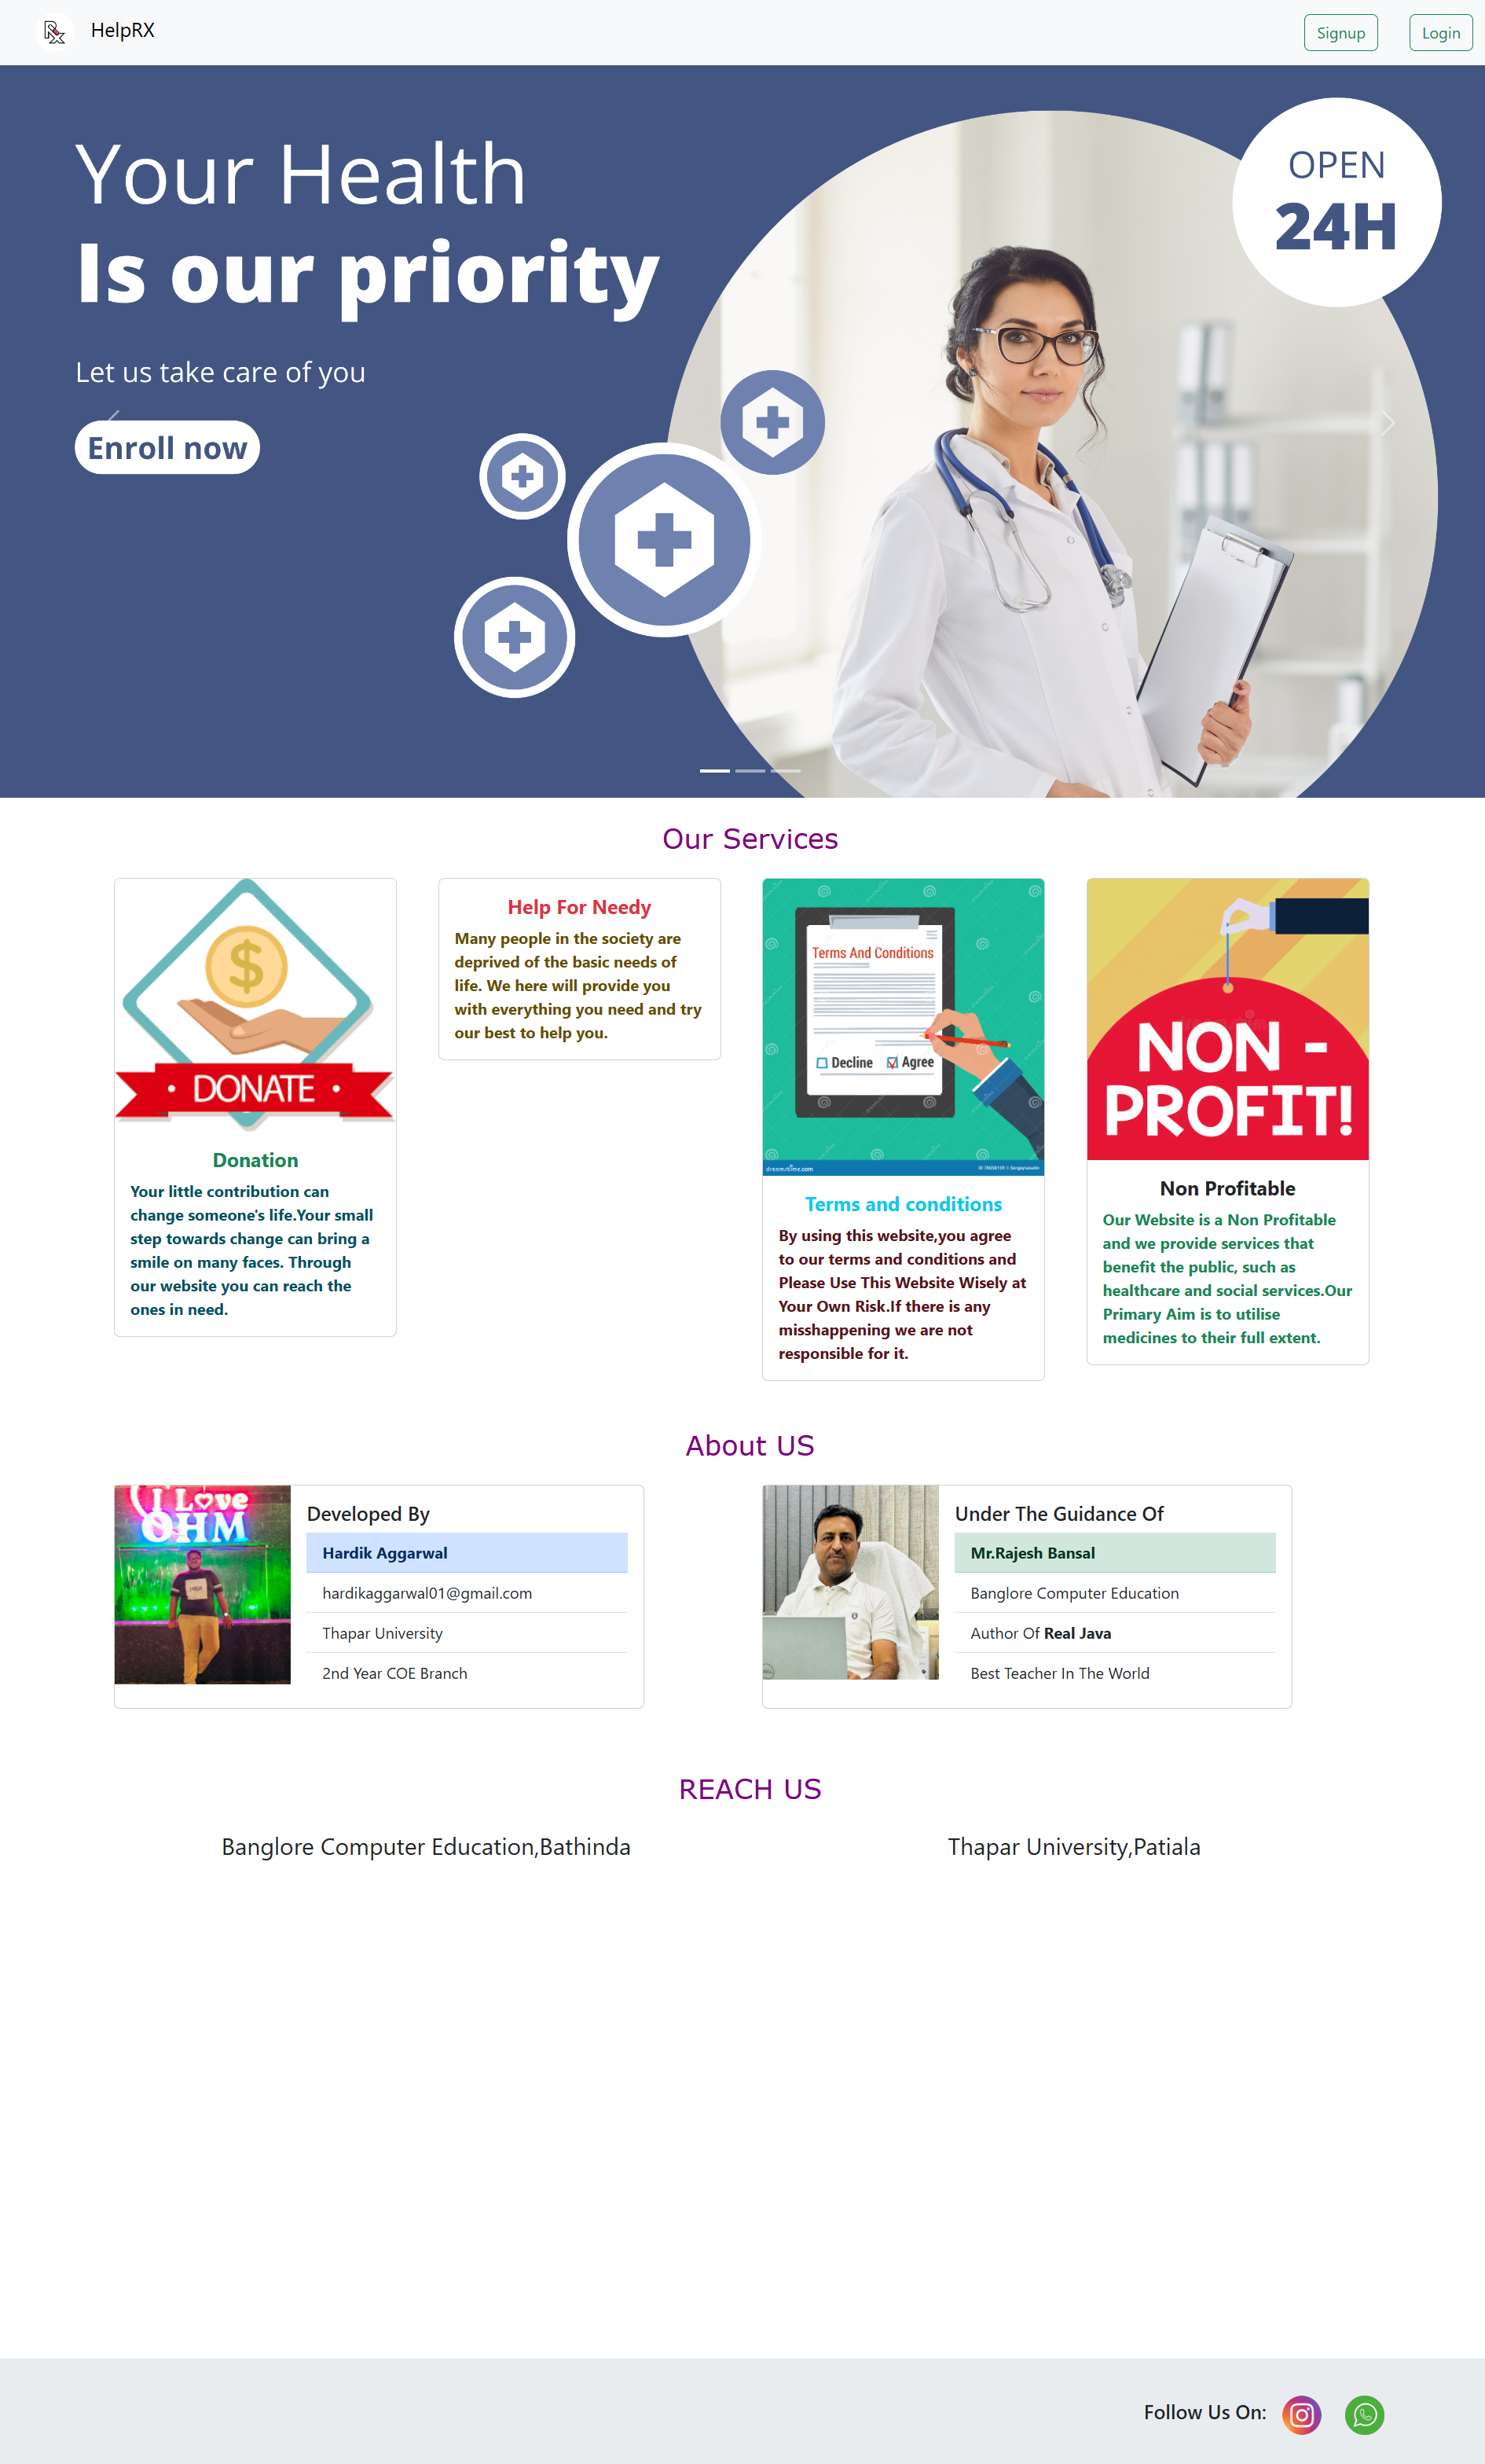 HelpRX
Signup
Login
Your Health
Is our priority
Let us take care of you
Enroll now
OPEN
24H
Our Services
DONATE
Donation
Your little contribution can
change someone's life.Your small
step towards change can bring a
smile on many faces. Through
our website you can reach the
ones in need.
Help For Needy
Many people in the society are
deprived of the basic needs of
life. We here will provide you
with everything you need and try
our best to help you.
Terms And Conditions
Decline
Agree
dreamstime.com
Terms and conditions
By using this website,you agree
to our terms and conditions and
Please Use This Website Wisely at
Your Own Risk.If there is any
misshappening we are not
responsible for it.
NON -
PROFIT!
Non Profitable
Our Website is a Non Profitable
and we provide services that
benefit the public, such as
healthcare and social services.Our
Primary Aim is to utilise
medicines to their full extent.
About US
I Love
OHM
Developed By
Hardik Aggarwal
hardikaggarwal01@gmail.com
Thapar University
2nd Year COE Branch
Under The Guidance Of
Mr.Rajesh Bansal
Banglore Computer Education
Author Of Real Java
Best Teacher In The World
REACH US
Banglore Computer Education,Bathinda
Thapar University,Patiala
Follow Us On: